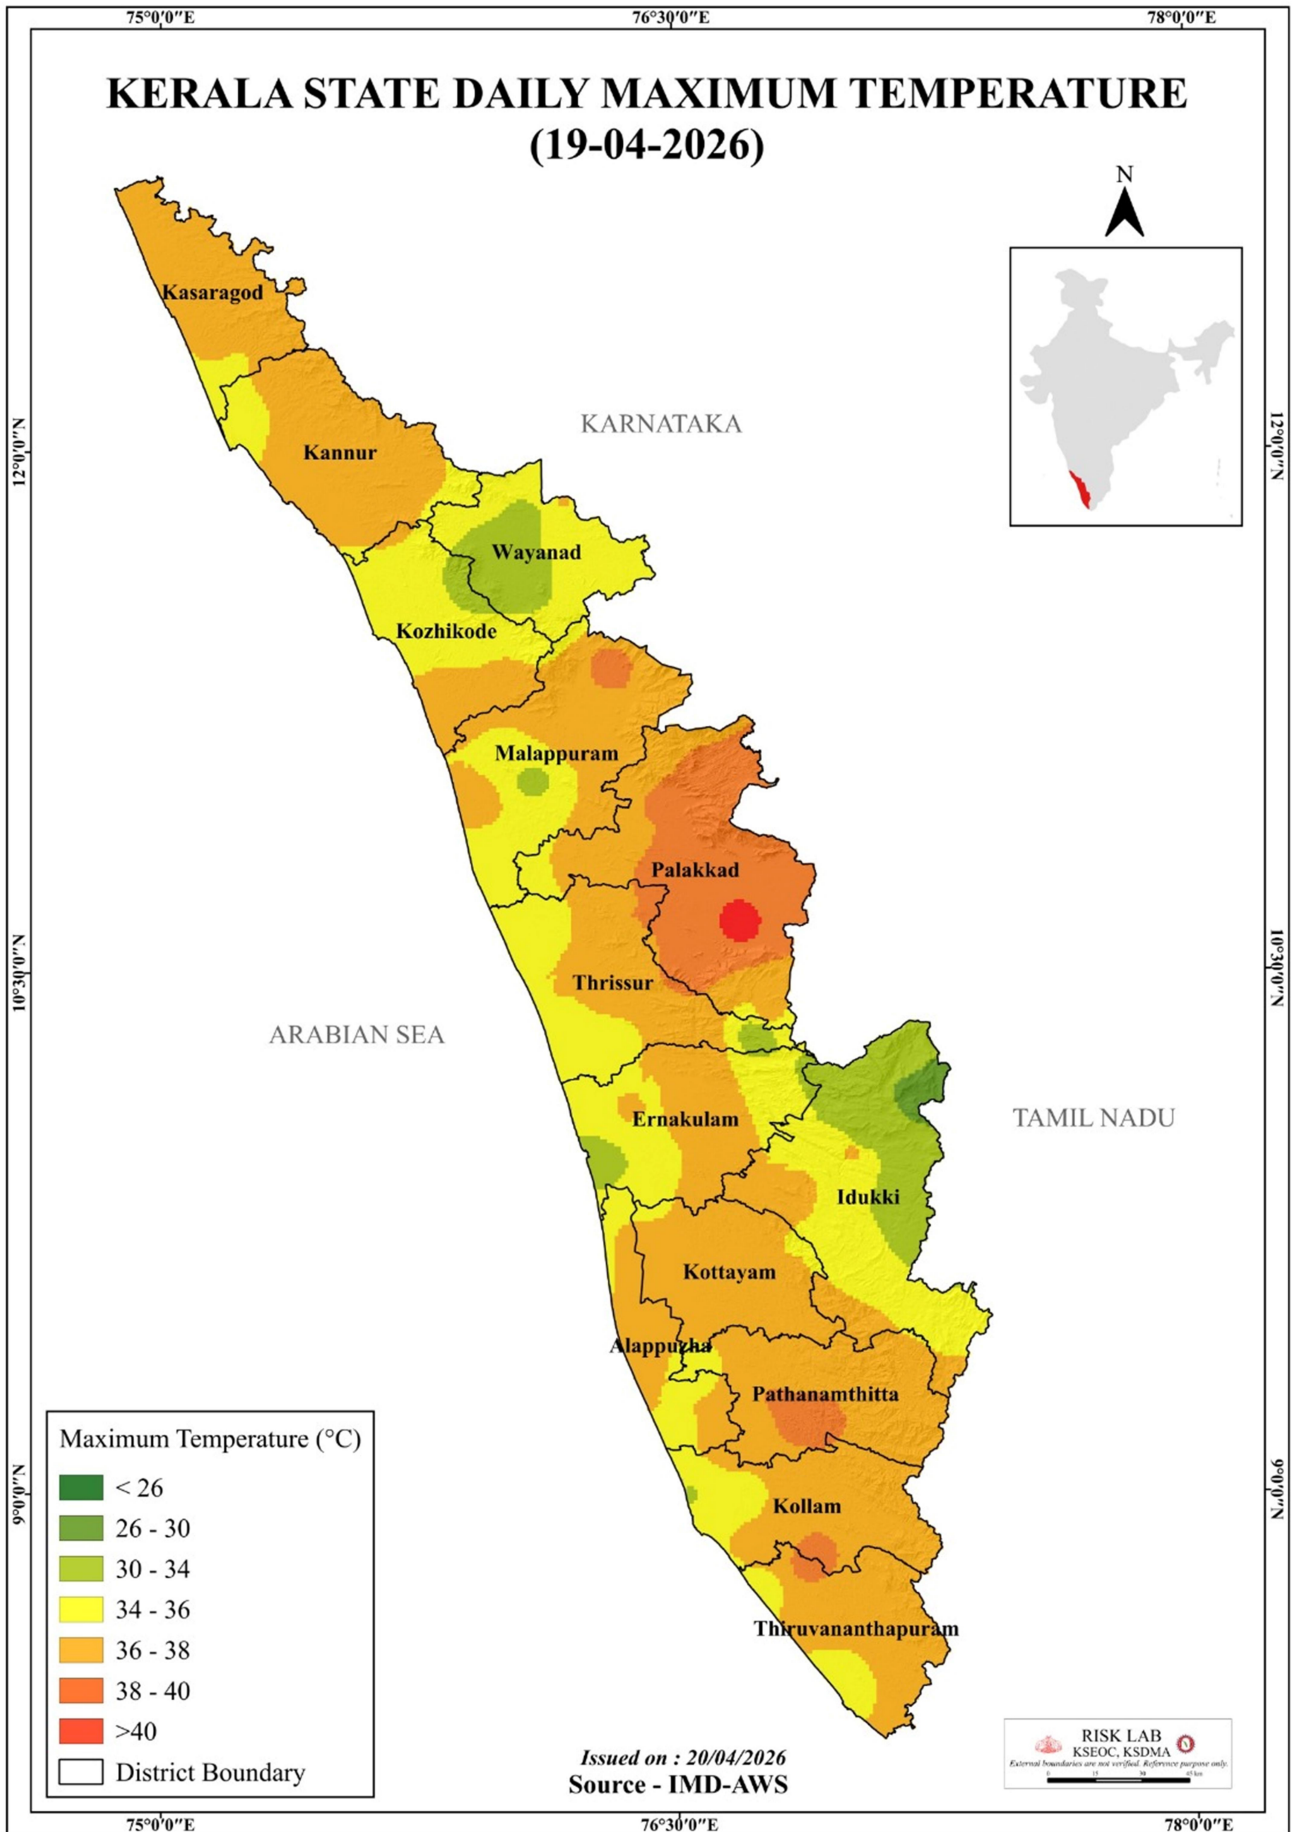 75°0'0"E 76°30'0"E 78°0'0"E
KERALA STATE DAILY MAXIMUM TEMPERATURE
(19-04-2026)
N
Kasaragod
KARNATAKA
12°0'0"N
12°0'0"N
Kannur
Wayanad
Kozhikode
Malappuram
Palakkad
10°30'0"N
10°30'0"N
Thrissur
ARABIAN SEA
Ernakulam
TAMIL NADU
Idukki
Kottayam
Alappuzha
Pathanamthitta
Kollam
9°0'0"N
9°0'0"N
Thiruvananthapuram
Maximum Temperature (°C)
< 26
26 - 30
30 - 34
34 - 36
36 - 38
38 - 40
>40
District Boundary
Issued on : 20/04/2026
Source - IMD-AWS
RISK LAB
KSEOC, KSDMA
External boundaries are not verified. Reference purpose only.
0 15 30 45 km
75°0'0"E 76°30'0"E 78°0'0"E